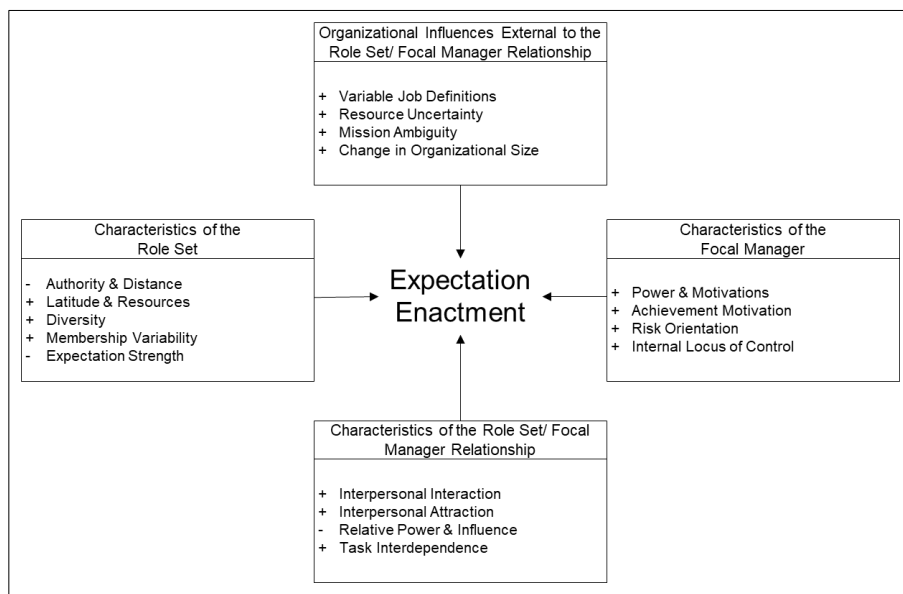 Organizational Influences External to the
Role Set/ Focal Manager Relationship
+ Variable Job Definitions
+ Resource Uncertainty
+ Mission Ambiguity
+ Change in Organizational Size
Characteristics of the
Role Set
- Authority & Distance
+ Latitude & Resources
+ Diversity
+ Membership Variability
- Expectation Strength
Expectation
Enactment
Characteristics of the
Focal Manager
+ Power & Motivations
+ Achievement Motivation
+ Risk Orientation
+ Internal Locus of Control
Characteristics of the Role Set/ Focal
Manager Relationship
+ Interpersonal Interaction
+ Interpersonal Attraction
- Relative Power & Influence
+ Task Interdependence